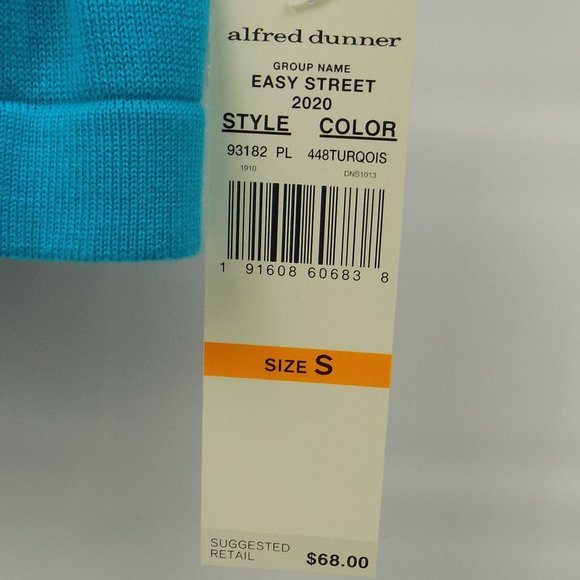 alfred dunner
GROUP NAME
EASY STREET
2020
STYLE COLOR
93182 PL 448TURQOIS
1910 DNS1013
1 91608 60683 8
SIZE S
SUGGESTED
RETAIL $68.00